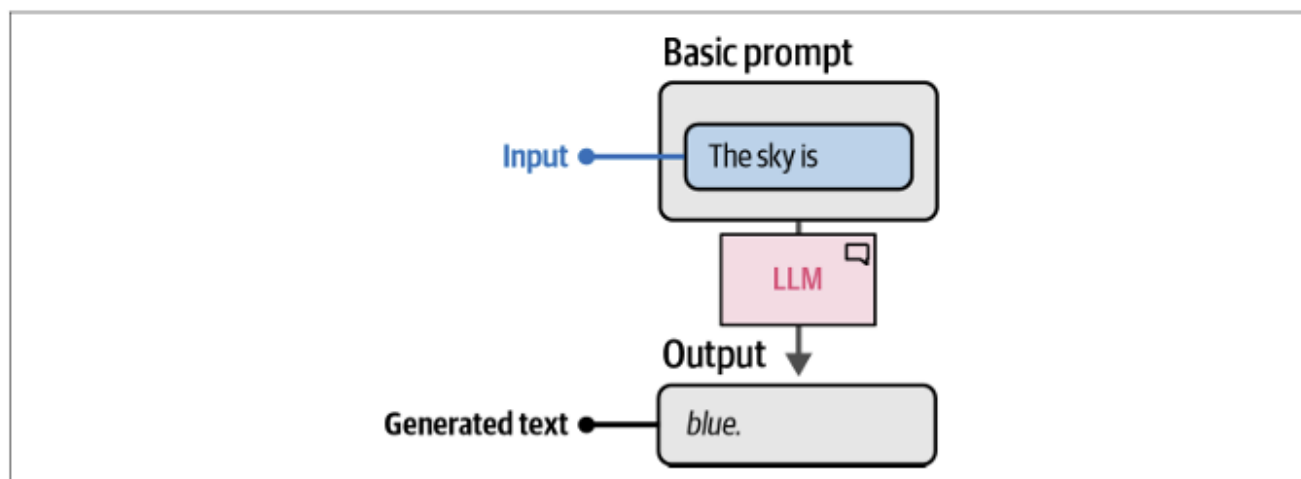 Basic prompt
Input
The sky is
LLM
Output
Generated text
blue.